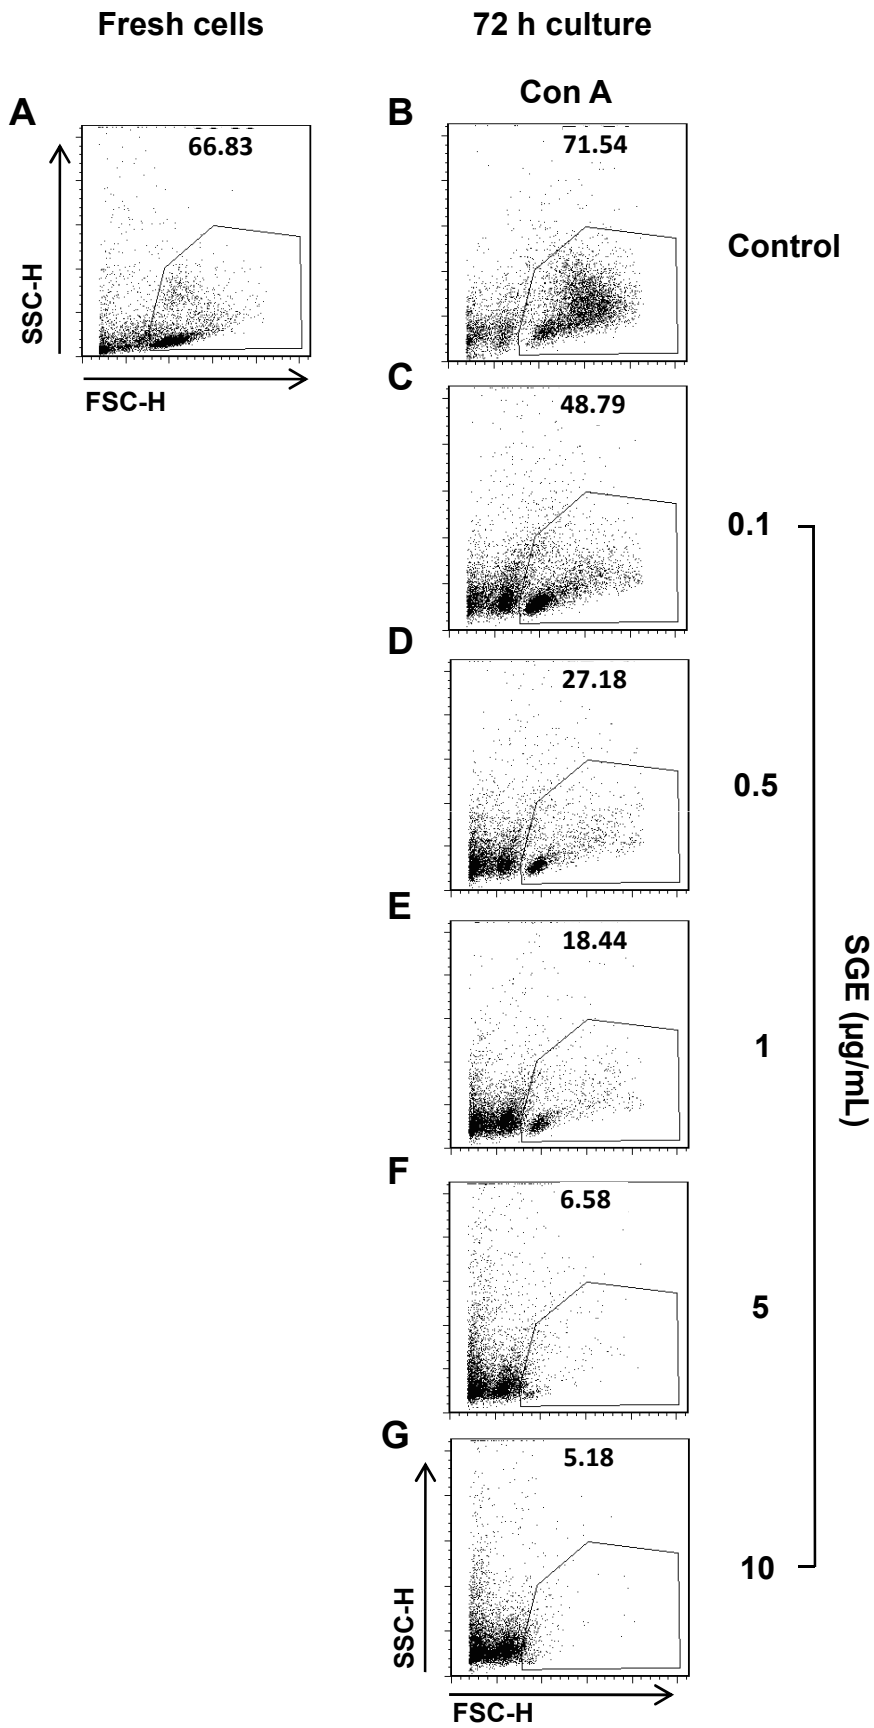 Fresh cells
72 h culture
Con A
A
66.83
SSC-H
FSC-H
B
71.54
Control
C
48.79
0.1
D
27.18
0.5
E
18.44
1
SGE (µg/mL)
F
6.58
5
G
5.18
10
SSC-H
FSC-H